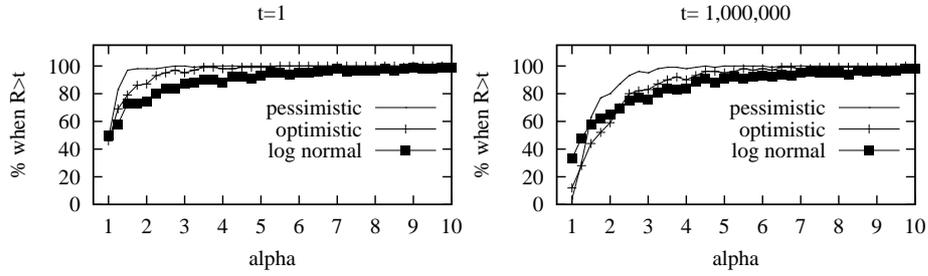 t=1
% when R>t
100
80
60
40
20
0
pessimistic
optimistic
log normal
1 2 3 4 5 6 7 8 9 10
alpha
t= 1,000,000
% when R>t
100
80
60
40
20
0
pessimistic
optimistic
log normal
1 2 3 4 5 6 7 8 9 10
alpha